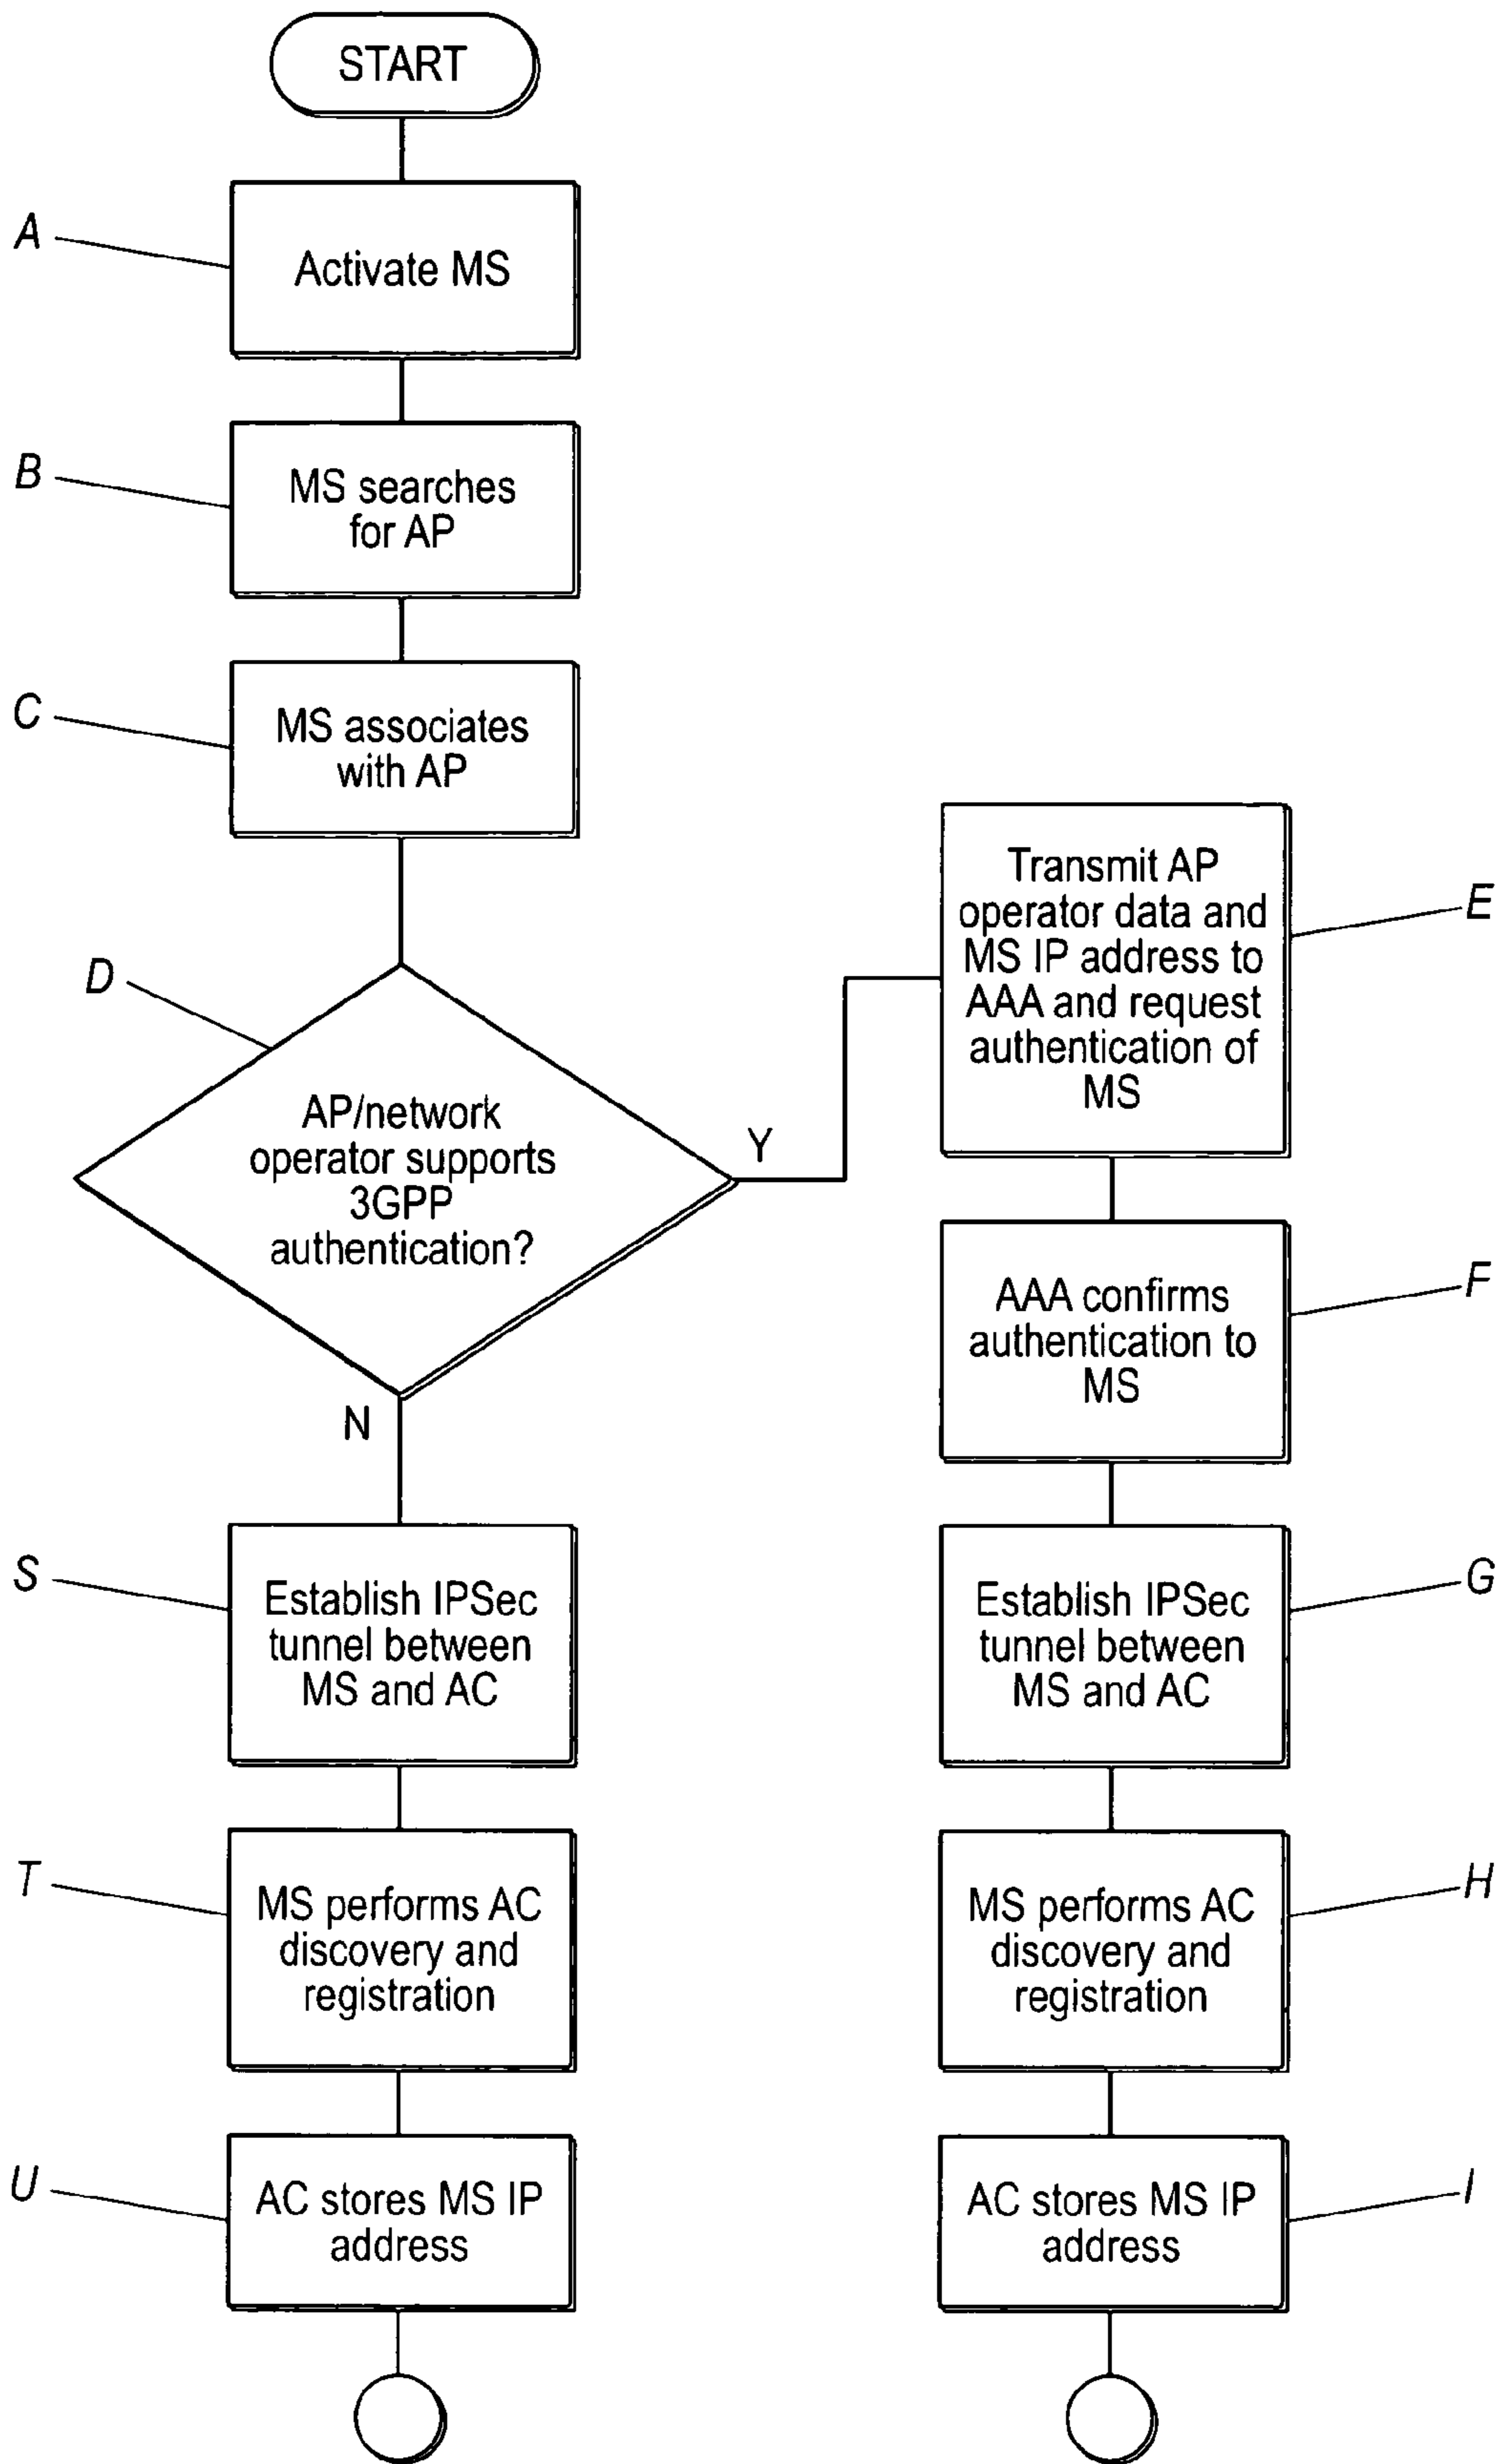 START
A
Activate MS
B
MS searches
for AP
C
MS associates
with AP
D
AP/network
operator supports
3GPP
authentication?
Y
N
E
Transmit AP
operator data and
MS IP address to
AAA and request
authentication of
MS
F
AAA confirms
authentication to
MS
S
Establish IPSec
tunnel between
MS and AC
G
Establish IPSec
tunnel between
MS and AC
T
MS performs AC
discovery and
registration
H
MS performs AC
discovery and
registration
U
AC stores MS IP
address
I
AC stores MS IP
address